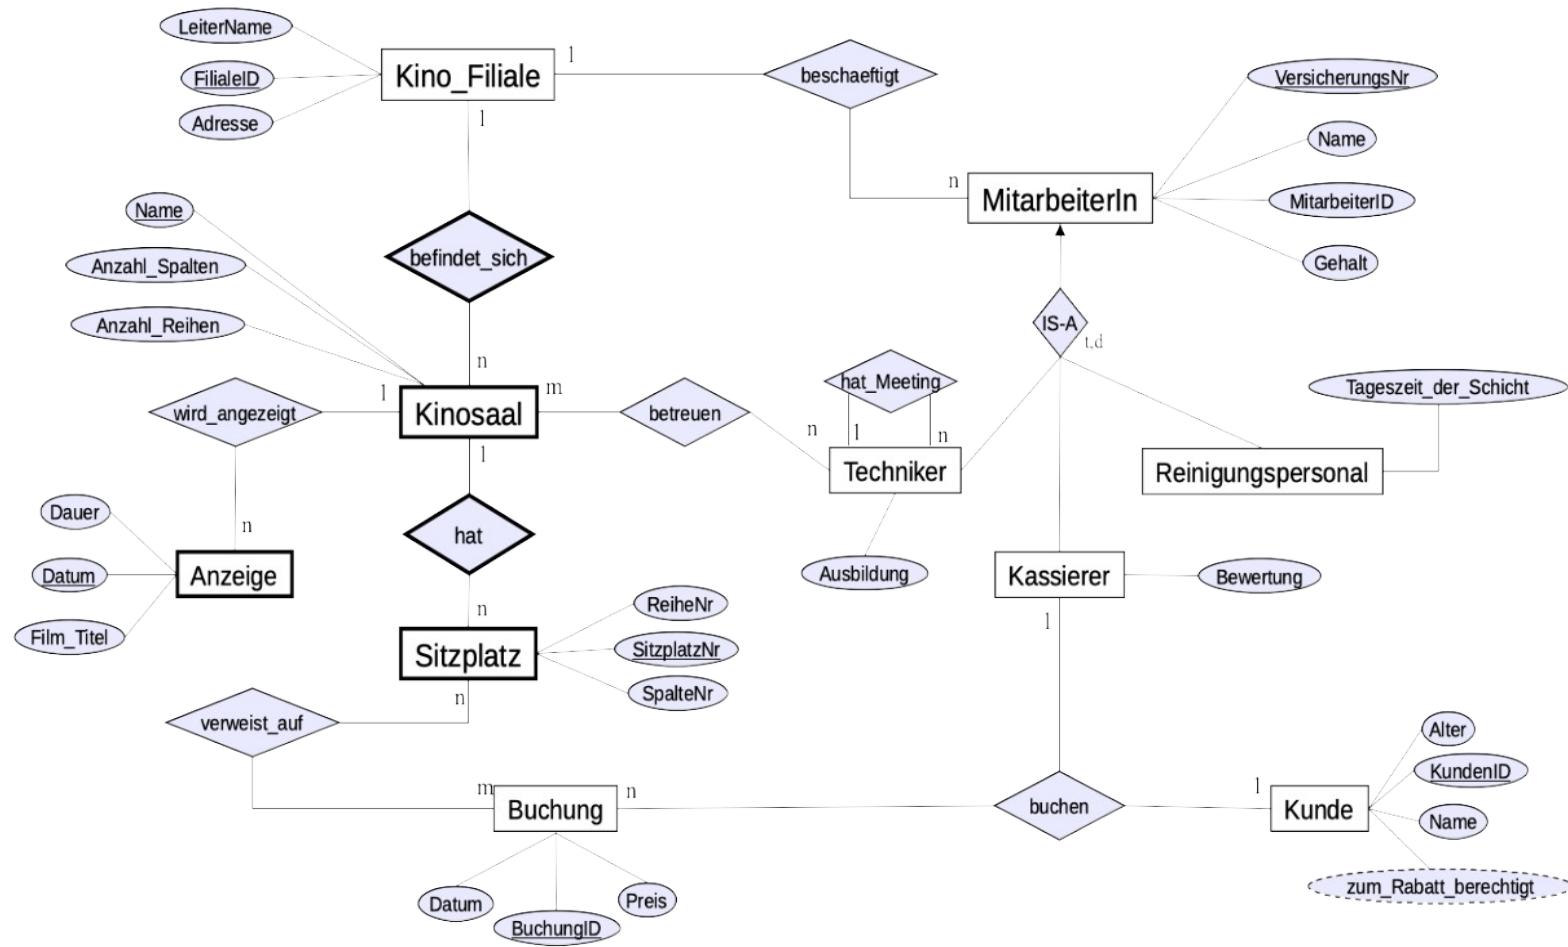 LeiterName
FilialeID
Adresse
Kino_Filiale
1
beschaeftigt
1
n
VersicherungsNr
Name
MitarbeiterID
Gehalt
MitarbeiterIn
Name
Anzahl_Spalten
Anzahl_Reihen
befindet_sich
n
IS-A
t,d
wird_angezeigt
1
Kinosaal
m
betreuen
n
hat_Meeting
1
n
Techniker
Ausbildung
Tageszeit_der_Schicht
Reinigungspersonal
1
n
hat
n
Dauer
Datum
Film_Titel
Anzeige
Kassierer
Bewertung
1
Sitzplatz
ReiheNr
SitzplatzNr
SpalteNr
n
verweist_auf
m
Buchung
n
buchen
1
Kunde
Alter
KundenID
Name
zum_Rabatt_berechtigt
Datum
BuchungID
Preis